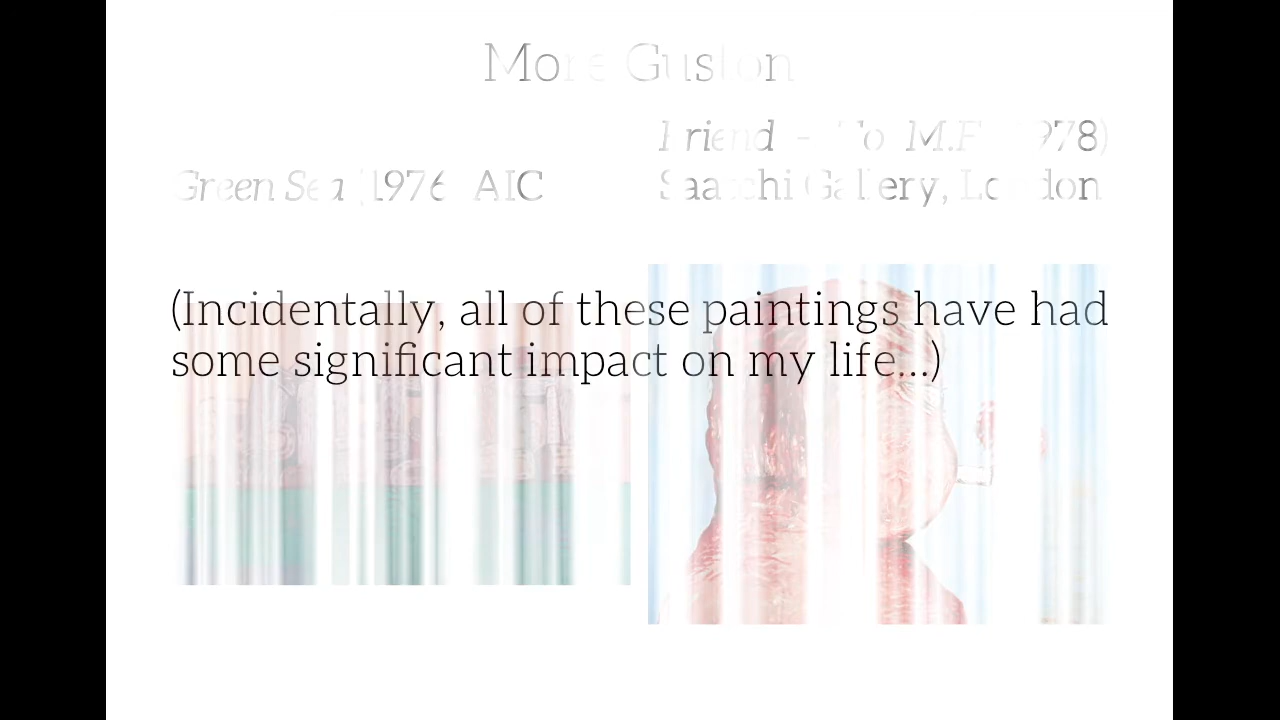 More Guston
Friend - To M.F. (1978)
Green Sea (1976) AIC
Saatchi Gallery, London
(Incidentally, all of these paintings have had
some significant impact on my life...)